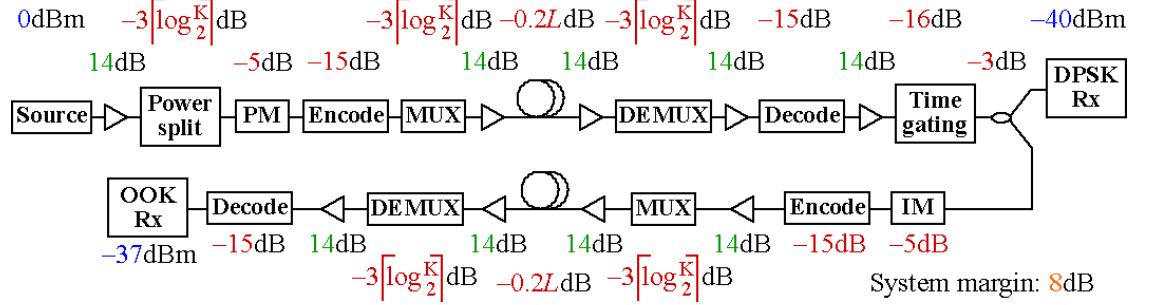 0dBm −3⌈log₂ᴷ⌉dB −3⌈log₂ᴷ⌉dB −0.2LdB −3⌈log₂ᴷ⌉dB −15dB −16dB −40dBm
14dB −5dB −15dB 14dB 14dB 14dB 14dB −3dB
Source
Power
split
PM
Encode
MUX
DEMUX
Decode
Time
gating
DPSK
Rx
OOK
Rx
Decode
DEMUX
MUX
Encode
IM
−37dBm −15dB 14dB 14dB 14dB 14dB −15dB −5dB
−3⌈log₂ᴷ⌉dB −0.2LdB −3⌈log₂ᴷ⌉dB
System margin: 8dB